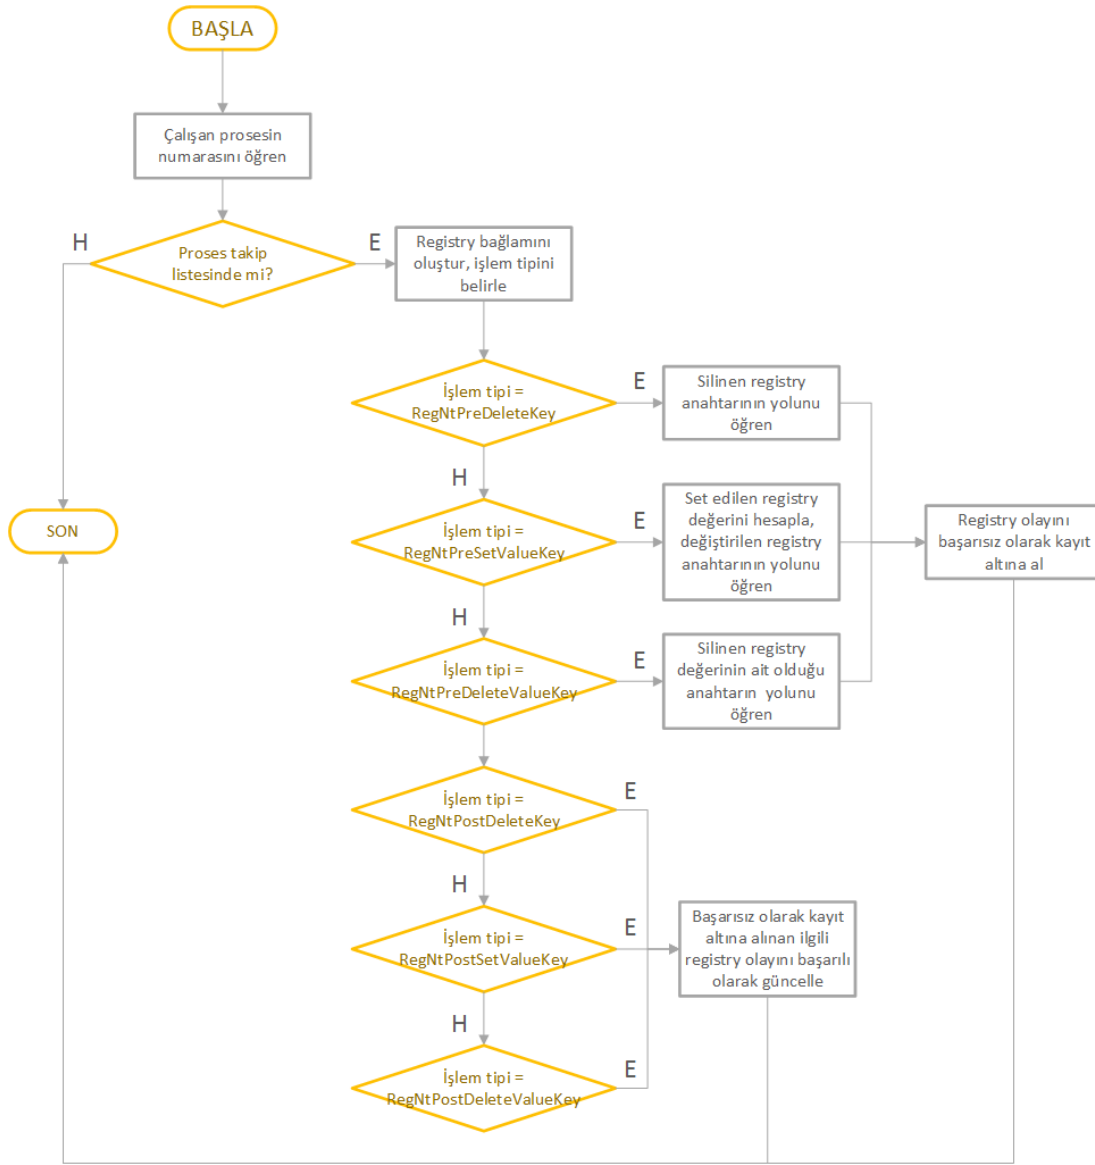 BAŞLA
Çalışan prosesin
numarasını öğren
H
Proses takip
listesinde mi?
E
Registry bağlamını
oluştur, işlem tipini
belirle
İşlem tipi =
RegNtPreDeleteKey
E
Silinen registry
anahtarının yolunu
öğren
H
SON
İşlem tipi =
RegNtPreSetValueKey
E
Set edilen registry
değerini hesapla,
değiştirilen registry
anahtarının yolunu
öğren
Registry olayını
başarısız olarak kayıt
altına al
H
İşlem tipi =
RegNtPreDeleteValueKey
E
Silinen registry
değerinin ait olduğu
anahtarın yolunu
öğren
İşlem tipi =
RegNtPostDeleteKey
E
H
İşlem tipi =
RegNtPostSetValueKey
E
Başarısız olarak kayıt
altına alınan ilgili
registry olayını başarılı
olarak güncelle
H
İşlem tipi =
RegNtPostDeleteValueKey
E